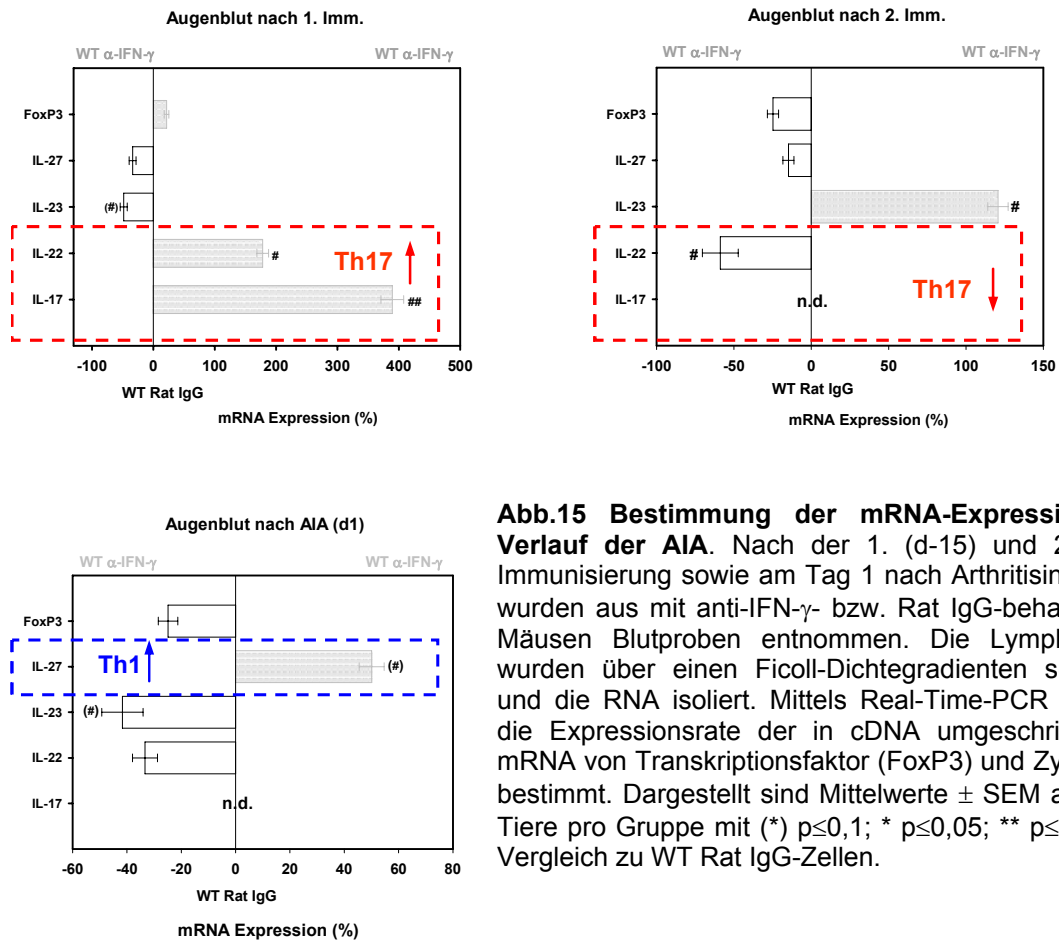 Augenblut nach 1. Imm.
WT α-IFN-γ WT α-IFN-γ
FoxP3
IL-27
IL-23 (#)
IL-22 #
Th17
IL-17 ##
-100 0 100 200 300 400 500
WT Rat IgG
mRNA Expression (%)
Augenblut nach 2. Imm.
WT α-IFN-γ WT α-IFN-γ
FoxP3
IL-27
IL-23 #
IL-22 #
IL-17 n.d. Th17
-100 -50 0 50 100 150
WT Rat IgG
mRNA Expression (%)
Augenblut nach AIA (d1)
WT α-IFN-γ WT α-IFN-γ
FoxP3
IL-27 Th1 (#)
IL-23 (#)
IL-22
IL-17 n.d.
-60 -40 -20 0 20 40 60 80
WT Rat IgG
mRNA Expression (%)
Abb.15 Bestimmung der mRNA-Expressi
Verlauf der AIA. Nach der 1. (d-15) und 2
Immunisierung sowie am Tag 1 nach Arthritisin
wurden aus mit anti-IFN-γ- bzw. Rat IgG-beha
Mäusen Blutproben entnommen. Die Lymph
wurden über einen Ficoll-Dichtegradienten s
und die RNA isoliert. Mittels Real-Time-PCR
die Expressionsrate der in cDNA umgeschri
mRNA von Transkriptionsfaktor (FoxP3) und Zy
bestimmt. Dargestellt sind Mittelwerte ± SEM a
Tiere pro Gruppe mit (*) p≤0,1; * p≤0,05; ** p≤
Vergleich zu WT Rat IgG-Zellen.